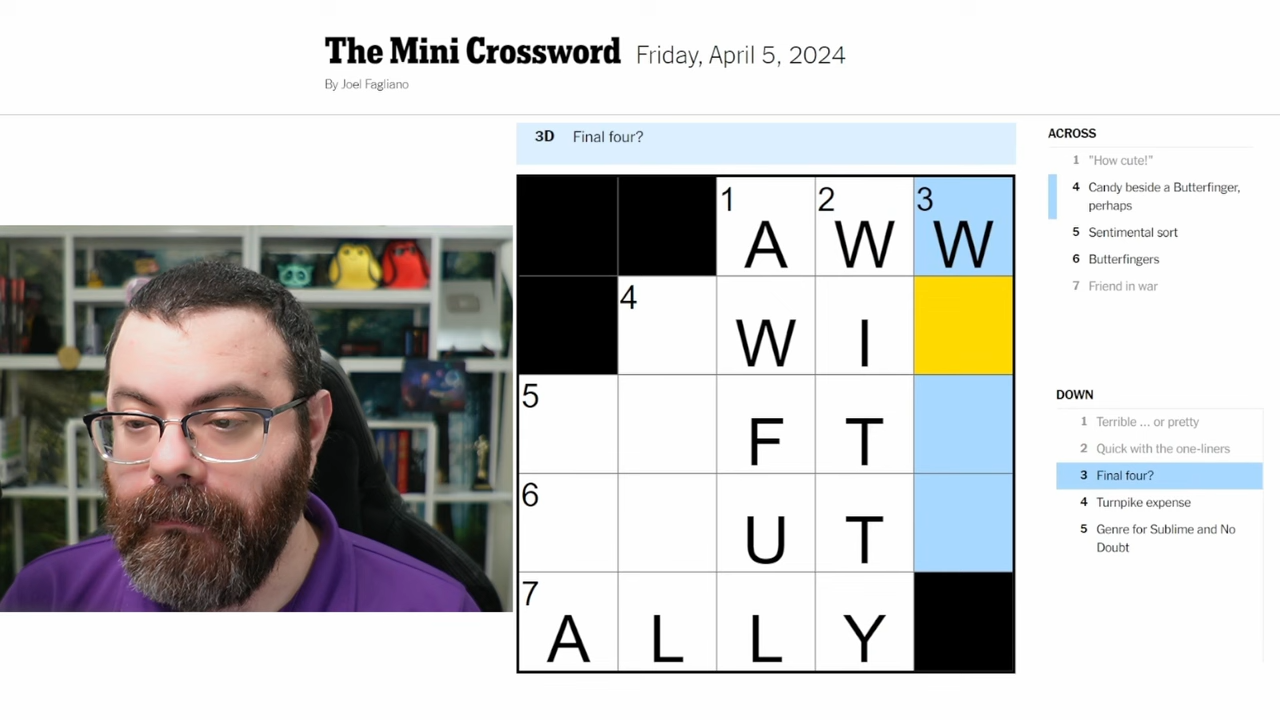 The Mini Crossword Friday, April 5, 2024
By Joel Fagliano
3D Final four?
1 A 2 W 3 W
4 W I
5 F T
6 U T
7 A L L Y
ACROSS
1 "How cute!"
4 Candy beside a Butterfinger,
perhaps
5 Sentimental sort
6 Butterfingers
7 Friend in war
DOWN
1 Terrible ... or pretty
2 Quick with the one-liners
3 Final four?
4 Turnpike expense
5 Genre for Sublime and No
Doubt